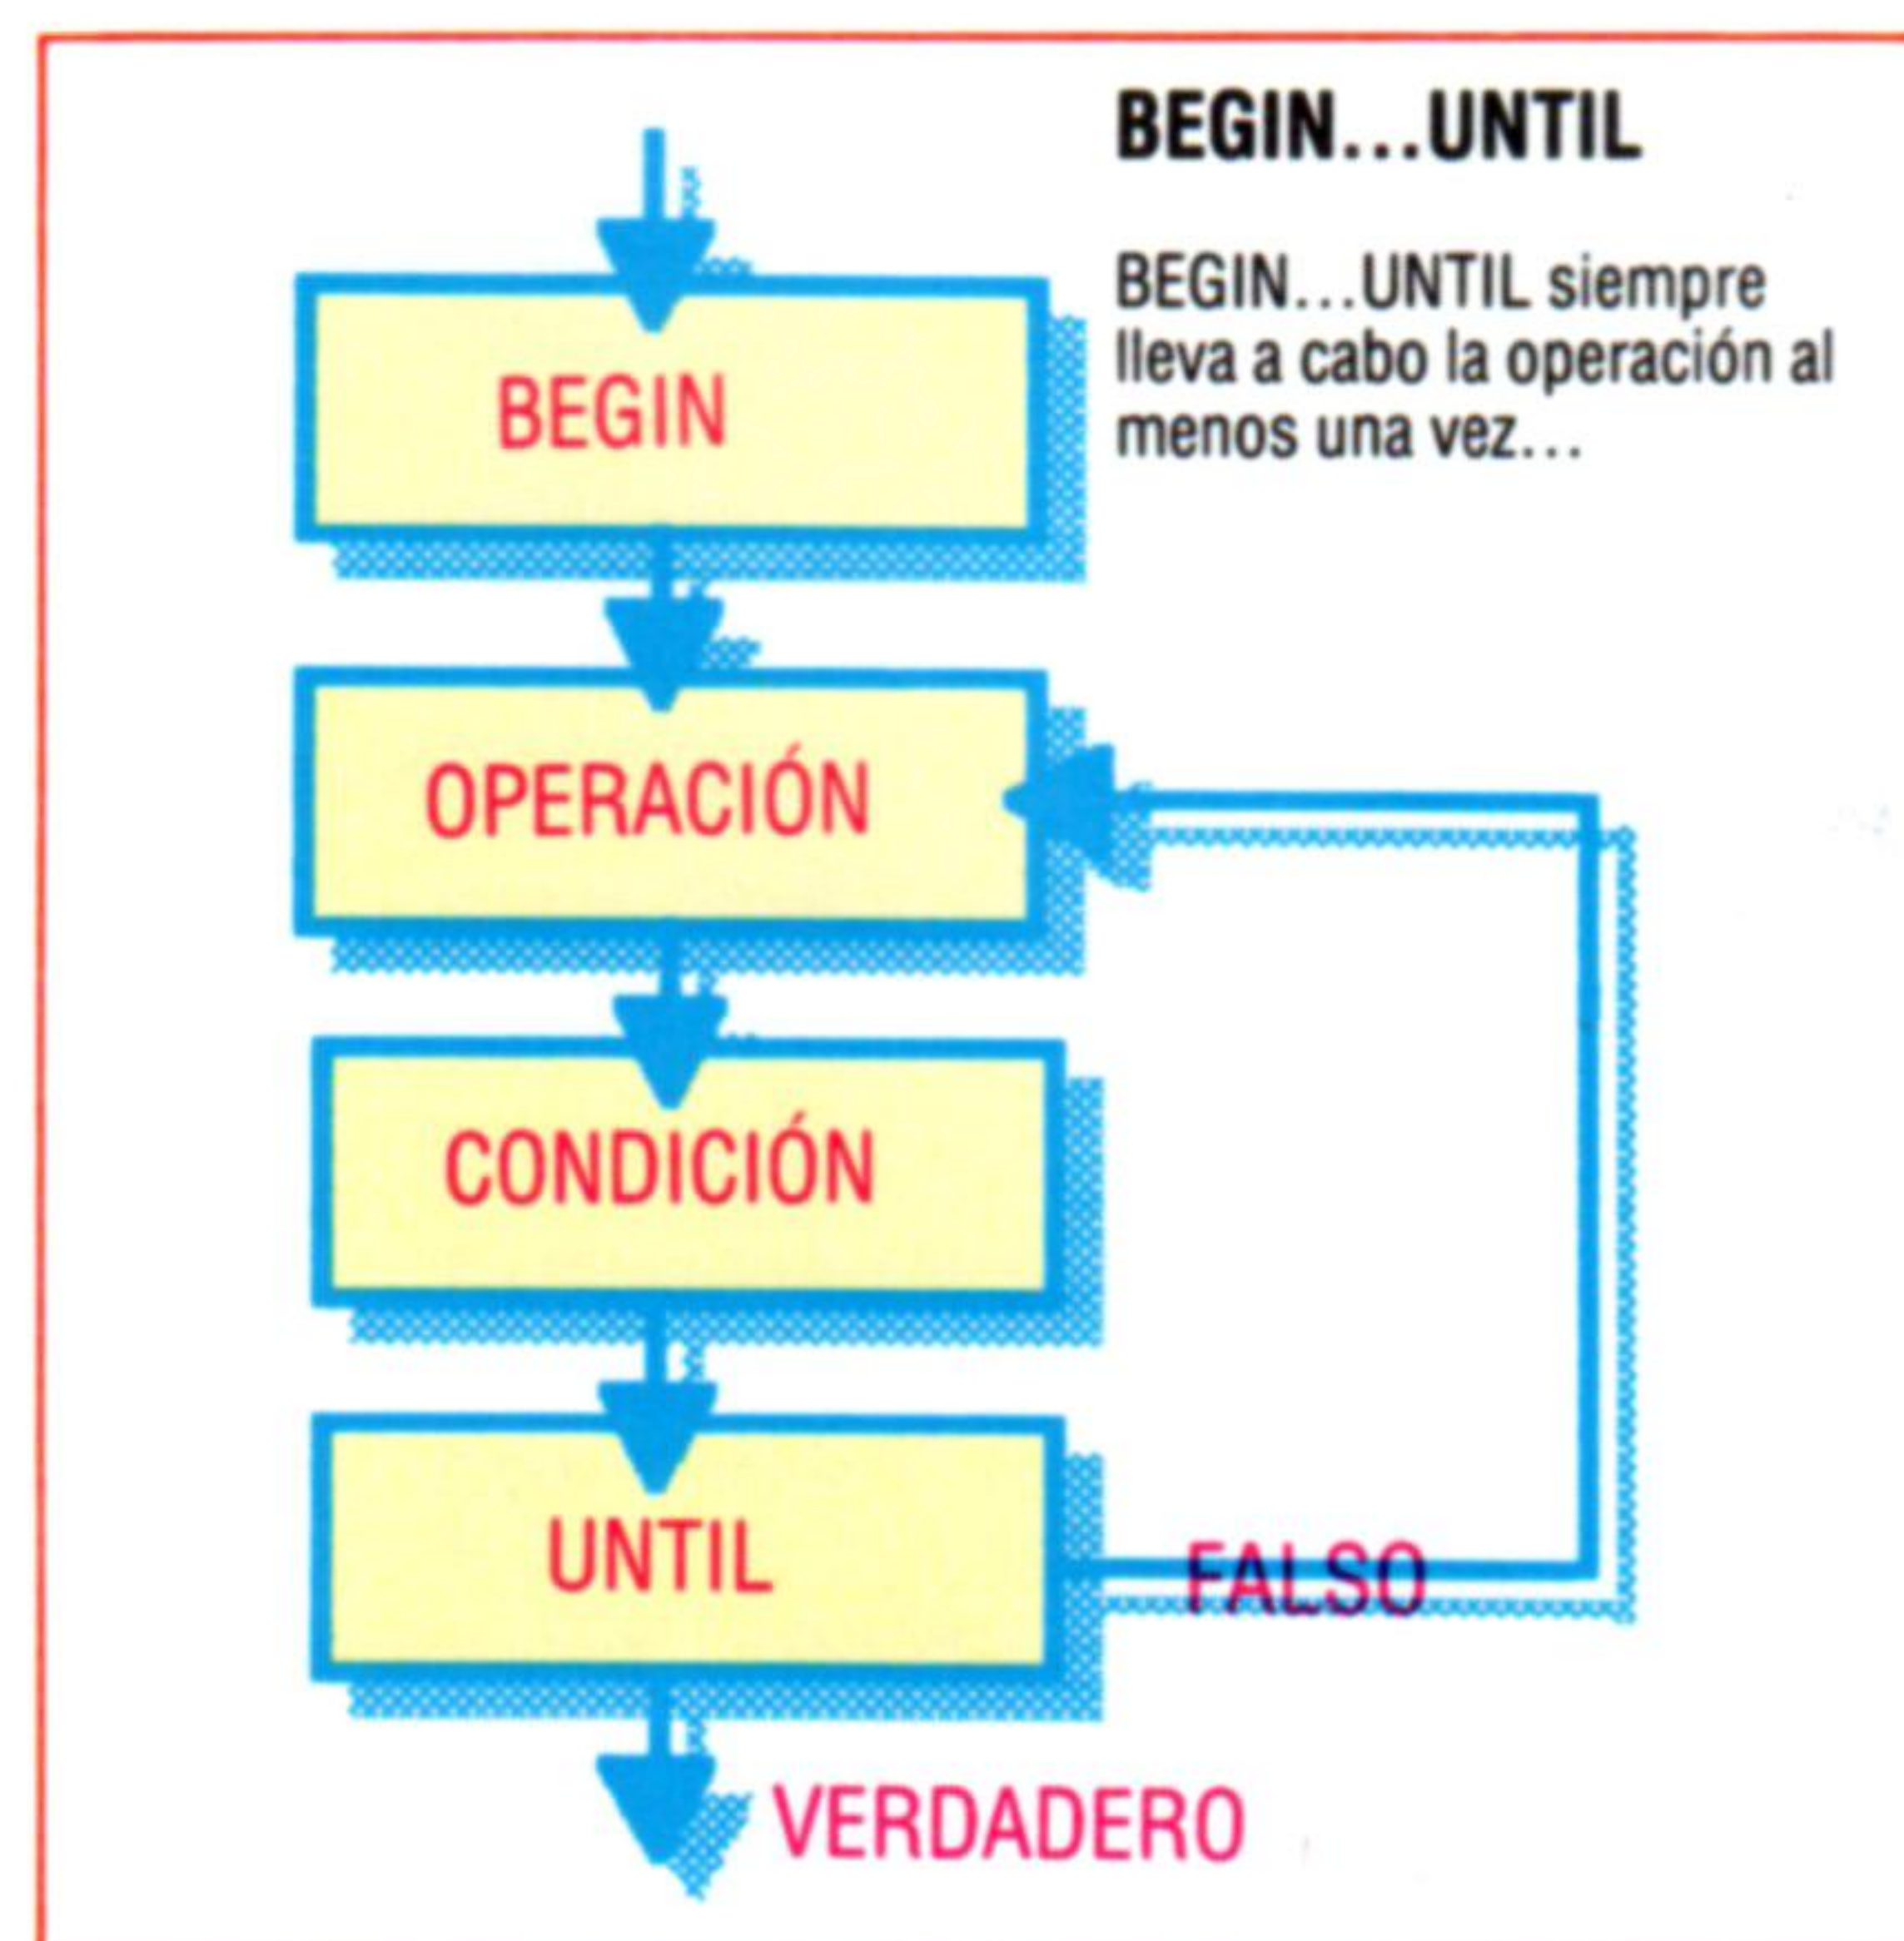 BEGIN...UNTIL
BEGIN...UNTIL siempre
lleva a cabo la operación al
menos una vez...
BEGIN
OPERACIÓN
CONDICIÓN
UNTIL
FALSO
VERDADERO